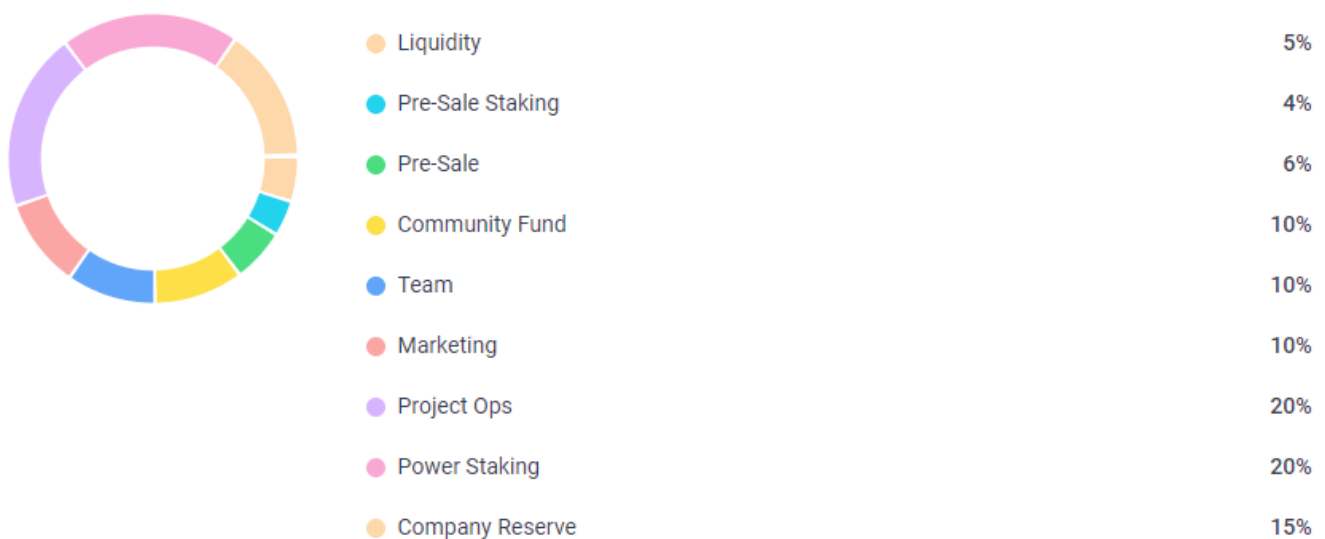 Liquidity 5%
Pre-Sale Staking 4%
Pre-Sale 6%
Community Fund 10%
Team 10%
Marketing 10%
Project Ops 20%
Power Staking 20%
Company Reserve 15%